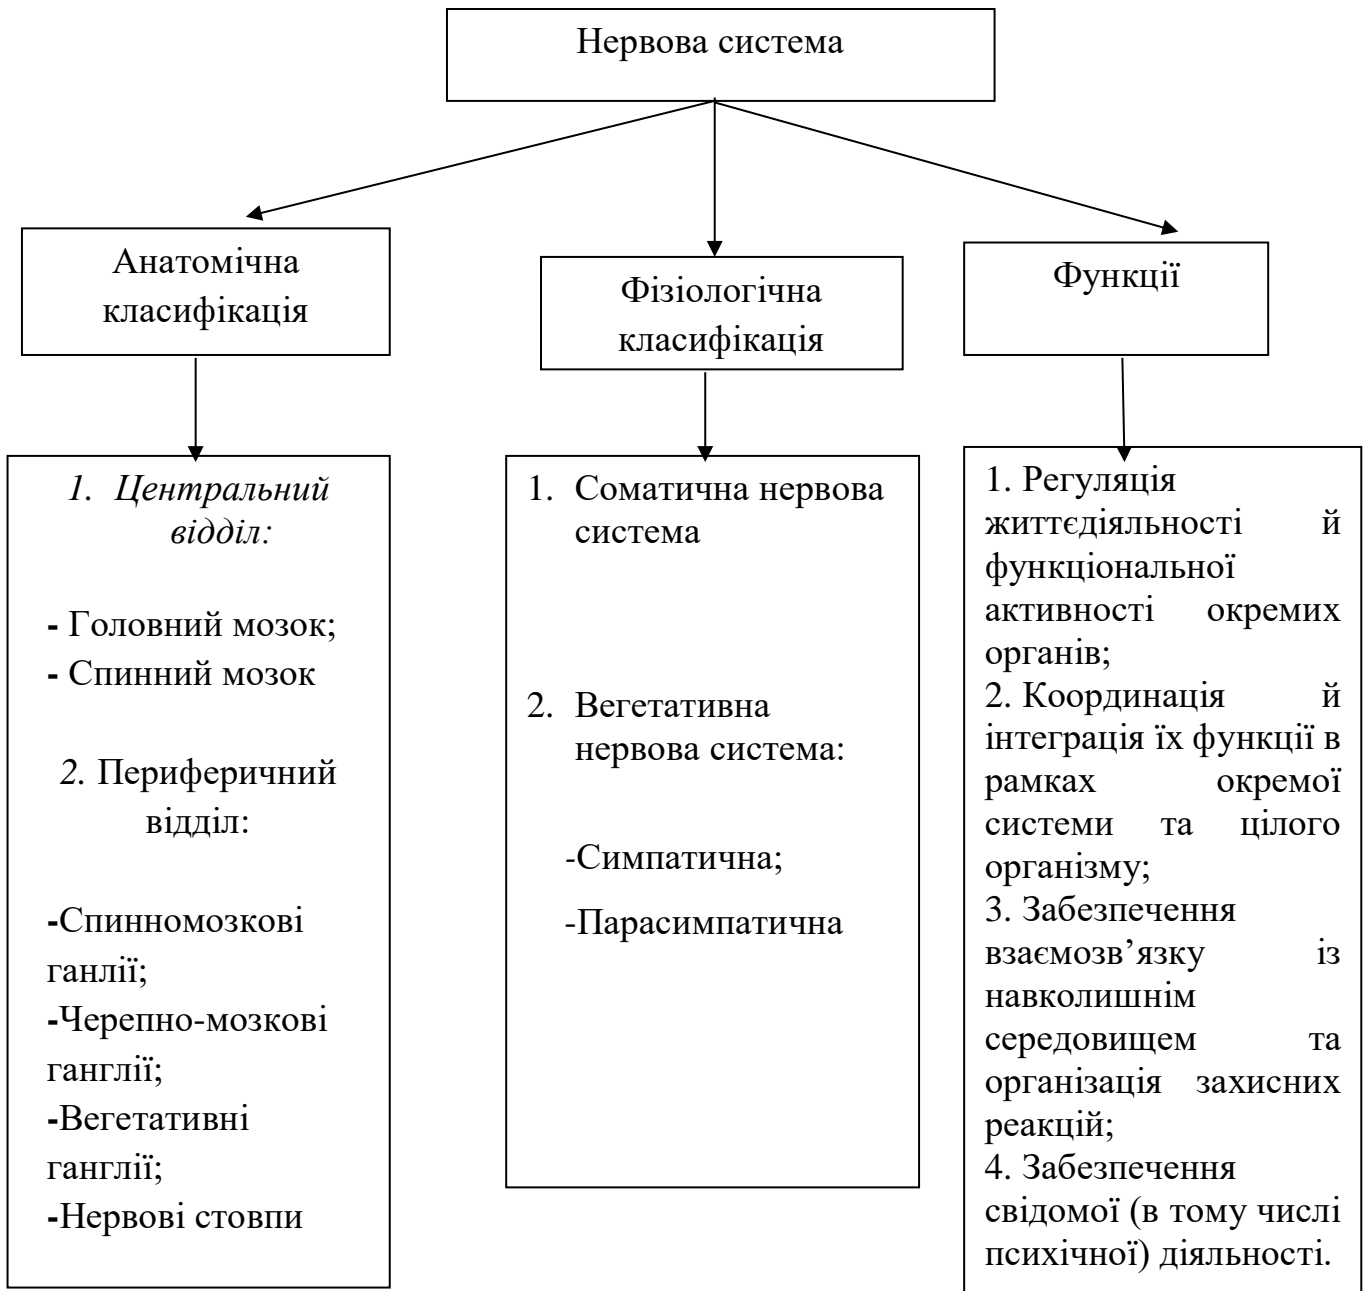 Нервова система
Анатомічна
класифікація
Фізіологічна
класифікація
Функції
1. Центральний
відділ:
- Головний мозок;
- Спинний мозок
2. Периферичний
відділ:
-Спинномозкові
ганлії;
-Черепно-мозкові
ганглії;
-Вегетативні
ганглії;
-Нервові стовпи
1. Соматична нервова
система
2. Вегетативна
нервова система:
-Симпатична;
-Парасимпатична
1. Регуляція
життєдіяльності й
функціональної
активності окремих
органів;
2. Координація й
інтеграція їх функції в
рамках окремої
системи та цілого
організму;
3. Забезпечення
взаємозв’язку із
навколишнім
середовищем та
організація захисних
реакцій;
4. Забезпечення
свідомої (в тому числі
психічної) діяльності.